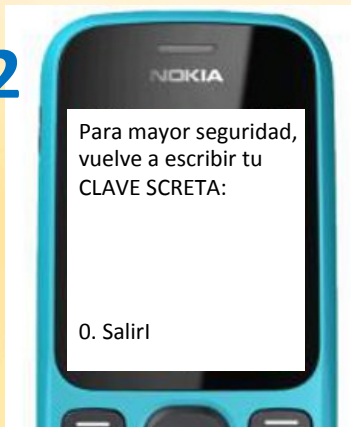 2
NOKIA
Para mayor seguridad,
vuelve a escribir tu
CLAVE SCRETA:
0. SalirI